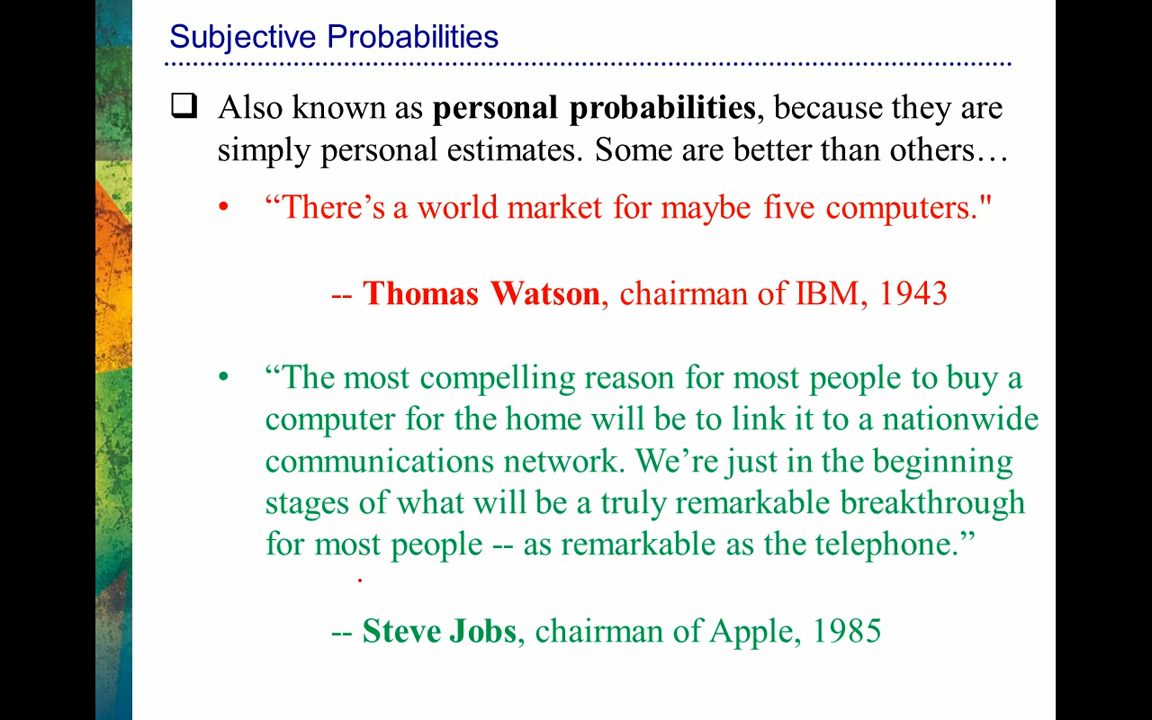 Subjective Probabilities
Also known as personal probabilities, because they are
simply personal estimates. Some are better than others…
• “There’s a world market for maybe five computers."
-- Thomas Watson, chairman of IBM, 1943
• “The most compelling reason for most people to buy a
computer for the home will be to link it to a nationwide
communications network. We’re just in the beginning
stages of what will be a truly remarkable breakthrough
for most people -- as remarkable as the telephone.”
-- Steve Jobs, chairman of Apple, 1985